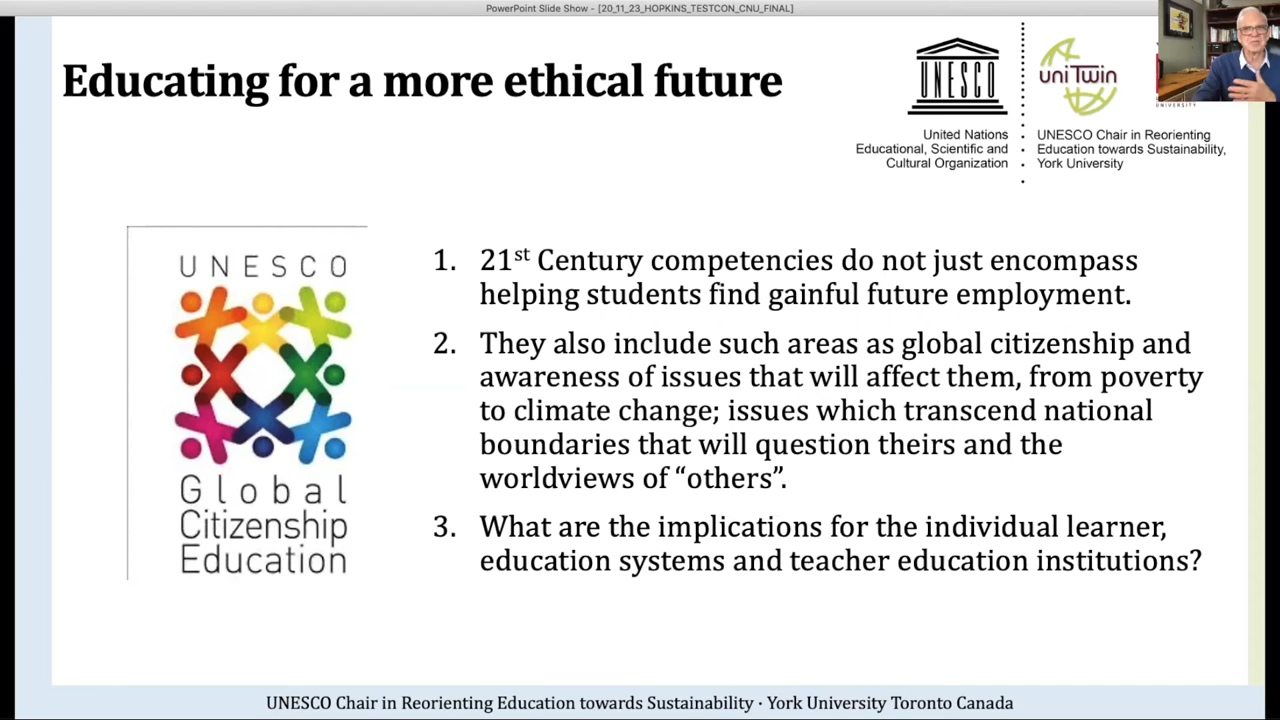 PowerPoint Slide Show - [20_11_23_HOPKINS_TESTCON_CNU_FINAL]
Educating for a more ethical future
UNESCO
United Nations
Educational, Scientific and
Cultural Organization
uniTwin
UNIVERSITY
UNESCO Chair in Reorienting
Education towards Sustainability,
York University
UNESCO
Global
Citizenship
Education
1. 21st Century competencies do not just encompass
helping students find gainful future employment.
2. They also include such areas as global citizenship and
awareness of issues that will affect them, from poverty
to climate change; issues which transcend national
boundaries that will question theirs and the
worldviews of “others”.
3. What are the implications for the individual learner,
education systems and teacher education institutions?
UNESCO Chair in Reorienting Education towards Sustainability · York University Toronto Canada